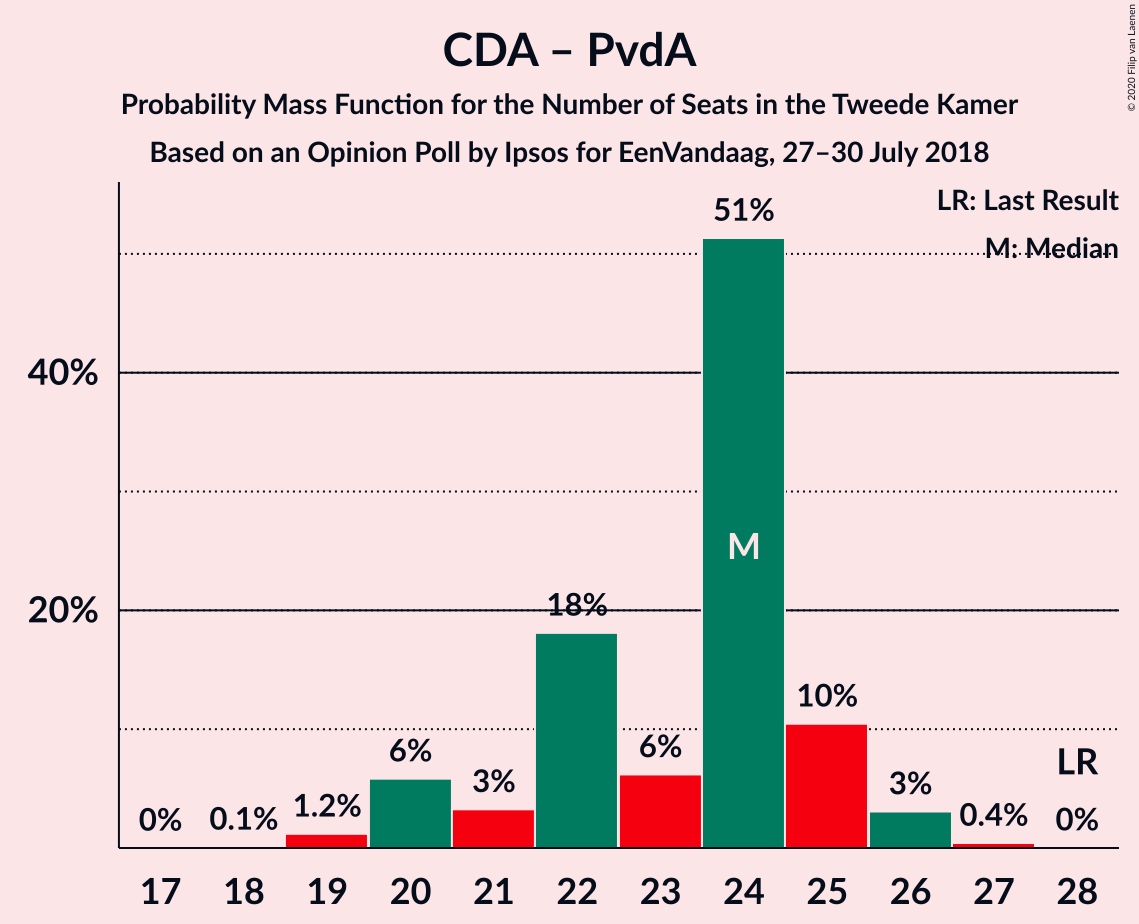 CDA – PvdA
Probability Mass Function for the Number of Seats in the Tweede Kamer
Based on an Opinion Poll by Ipsos for EenVandaag, 27–30 July 2018
© 2020 Filip van Laenen
LR: Last Result
M: Median
51%
40%
M
20%
18%
10%
6%
6%
3%
3%
LR
0%
0.1%
1.2%
0.4%
0%
17 18 19 20 21 22 23 24 25 26 27 28